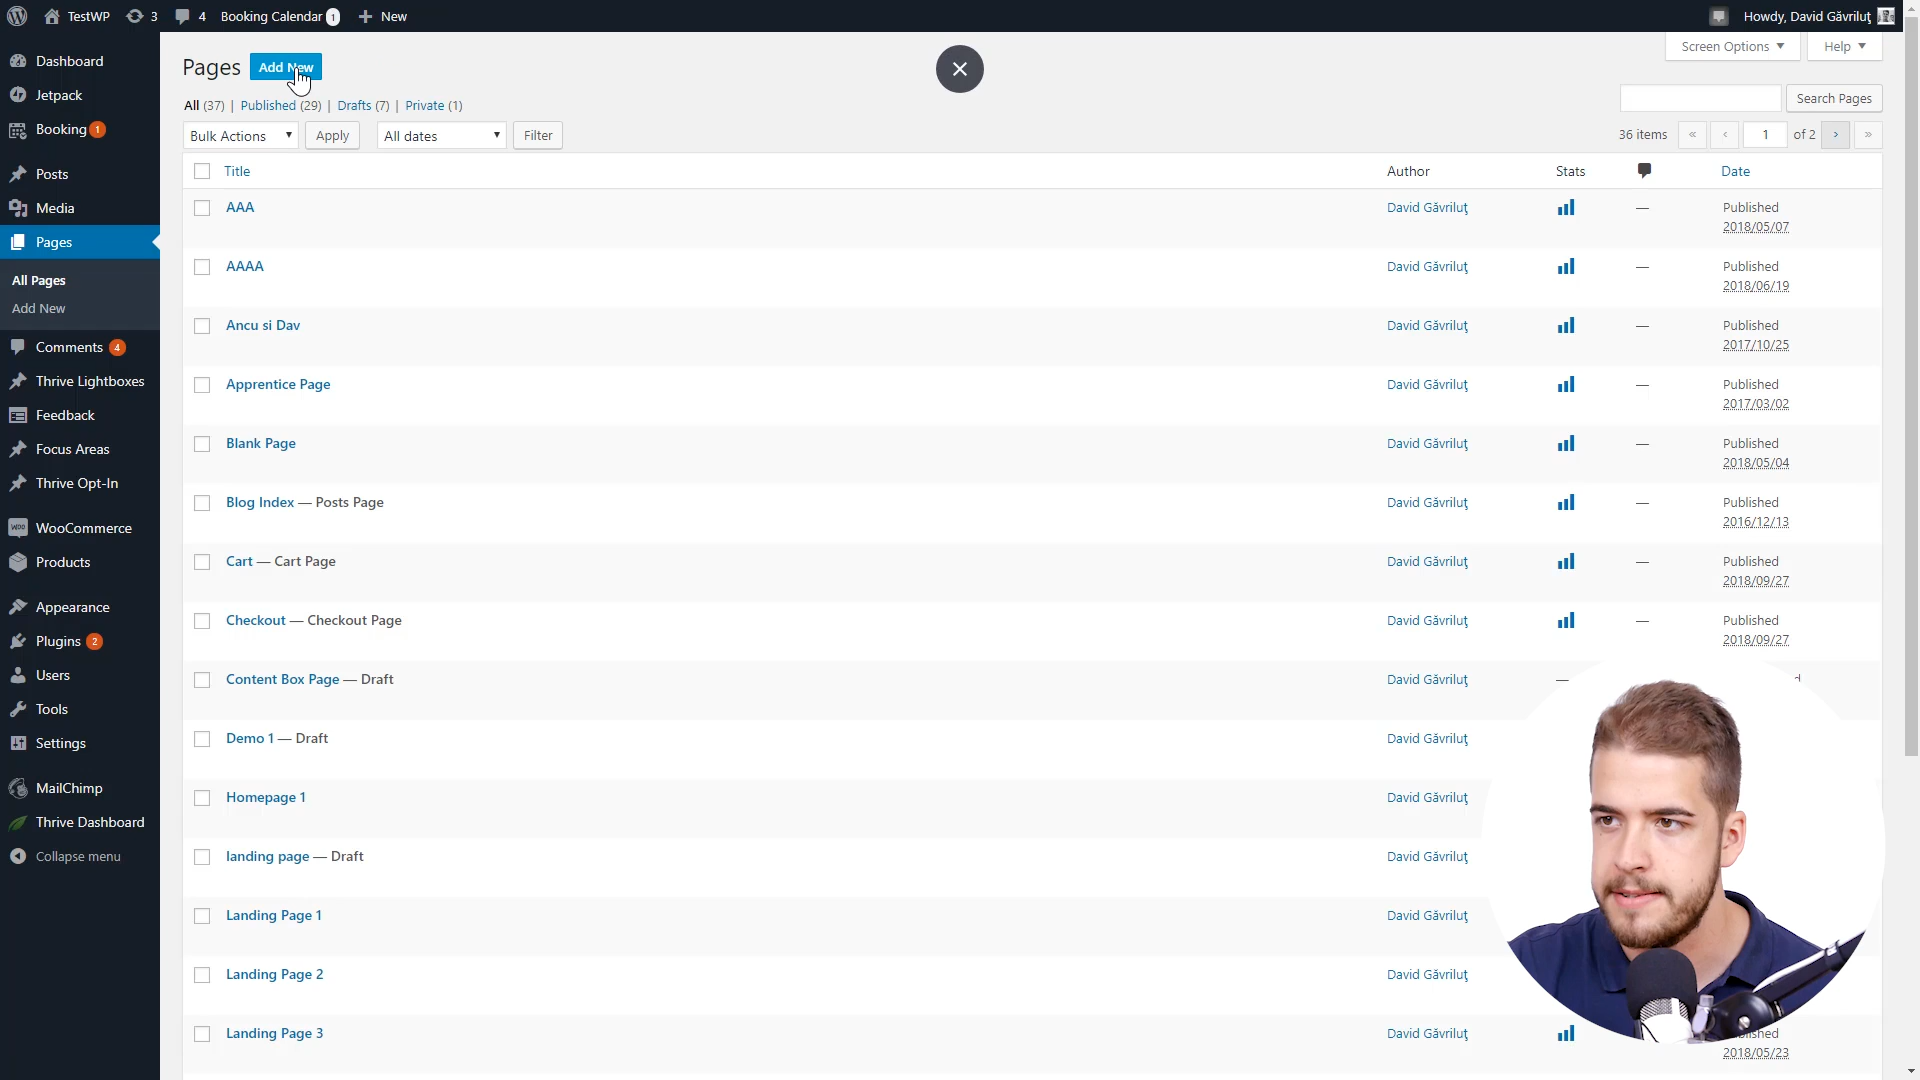 TestWP 3 4 Booking Calendar 1 New
Howdy, David Găvriluț
Dashboard
Jetpack
Booking 1
Posts
Media
Pages
All Pages
Add New
Comments 4
Thrive Lightboxes
Feedback
Focus Areas
Thrive Opt-In
WooCommerce
Products
Appearance
Plugins 2
Users
Tools
Settings
MailChimp
Thrive Dashboard
Collapse menu
Screen Options ▼ Help ▼
Pages Add New
All (37) | Published (29) | Drafts (7) | Private (1)
Search Pages
Bulk Actions ▼ Apply All dates ▼ Filter
36 items « ‹ 1 of 2 › »
Title Author Stats Date
AAA David Găvriluț — Published
2018/05/07
AAAA David Găvriluț — Published
2018/06/19
Ancu si Dav David Găvriluț — Published
2017/10/25
Apprentice Page David Găvriluț — Published
2017/03/02
Blank Page David Găvriluț — Published
2018/05/04
Blog Index — Posts Page David Găvriluț — Published
2016/12/13
Cart — Cart Page David Găvriluț — Published
2018/09/27
Checkout — Checkout Page David Găvriluț — Published
2018/09/27
Content Box Page — Draft David Găvriluț —
Demo 1 — Draft David Găvriluț
Homepage 1 David Găvriluț
landing page — Draft David Găvriluț
Landing Page 1 David Găvriluț
Landing Page 2 David Găvriluț
Landing Page 3 David Găvriluț
2018/05/23